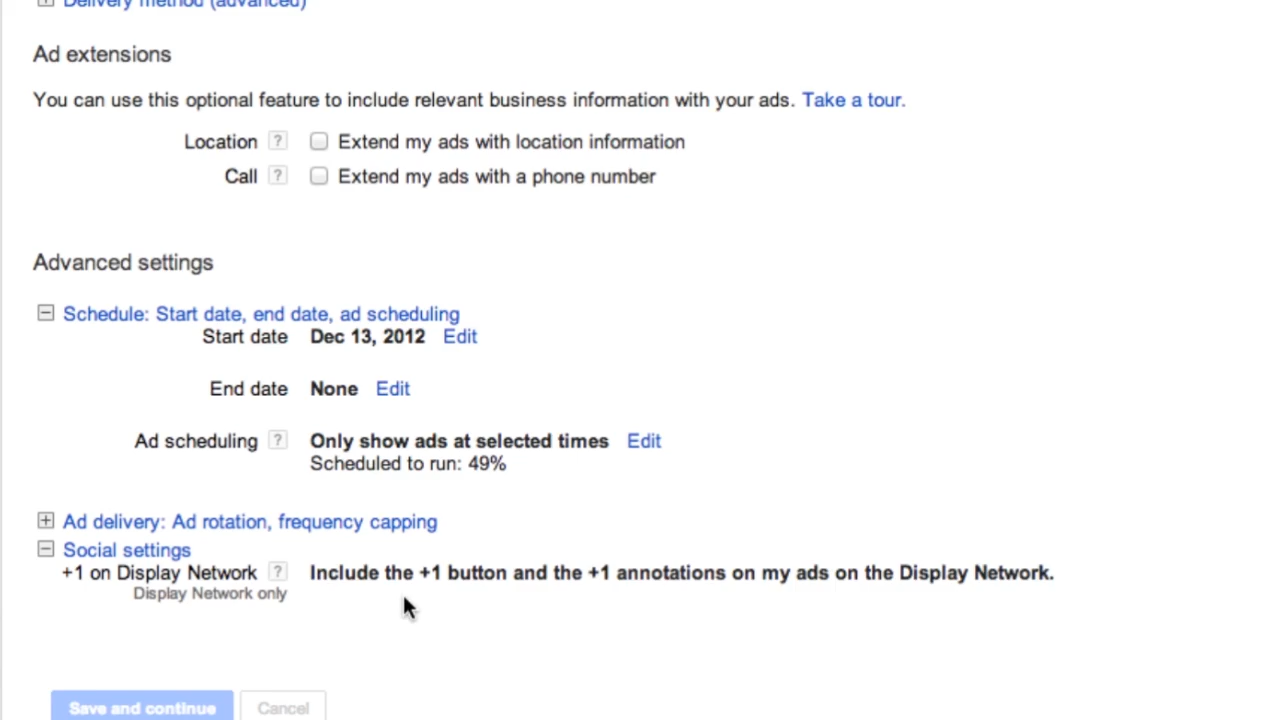 Delivery method (advanced)
Ad extensions
You can use this optional feature to include relevant business information with your ads. Take a tour.
Location ? Extend my ads with location information
Call ? Extend my ads with a phone number
Advanced settings
Schedule: Start date, end date, ad scheduling
Start date Dec 13, 2012 Edit
End date None Edit
Ad scheduling ? Only show ads at selected times Edit
Scheduled to run: 49%
Ad delivery: Ad rotation, frequency capping
Social settings
+1 on Display Network ? Include the +1 button and the +1 annotations on my ads on the Display Network.
Display Network only
Save and continue Cancel